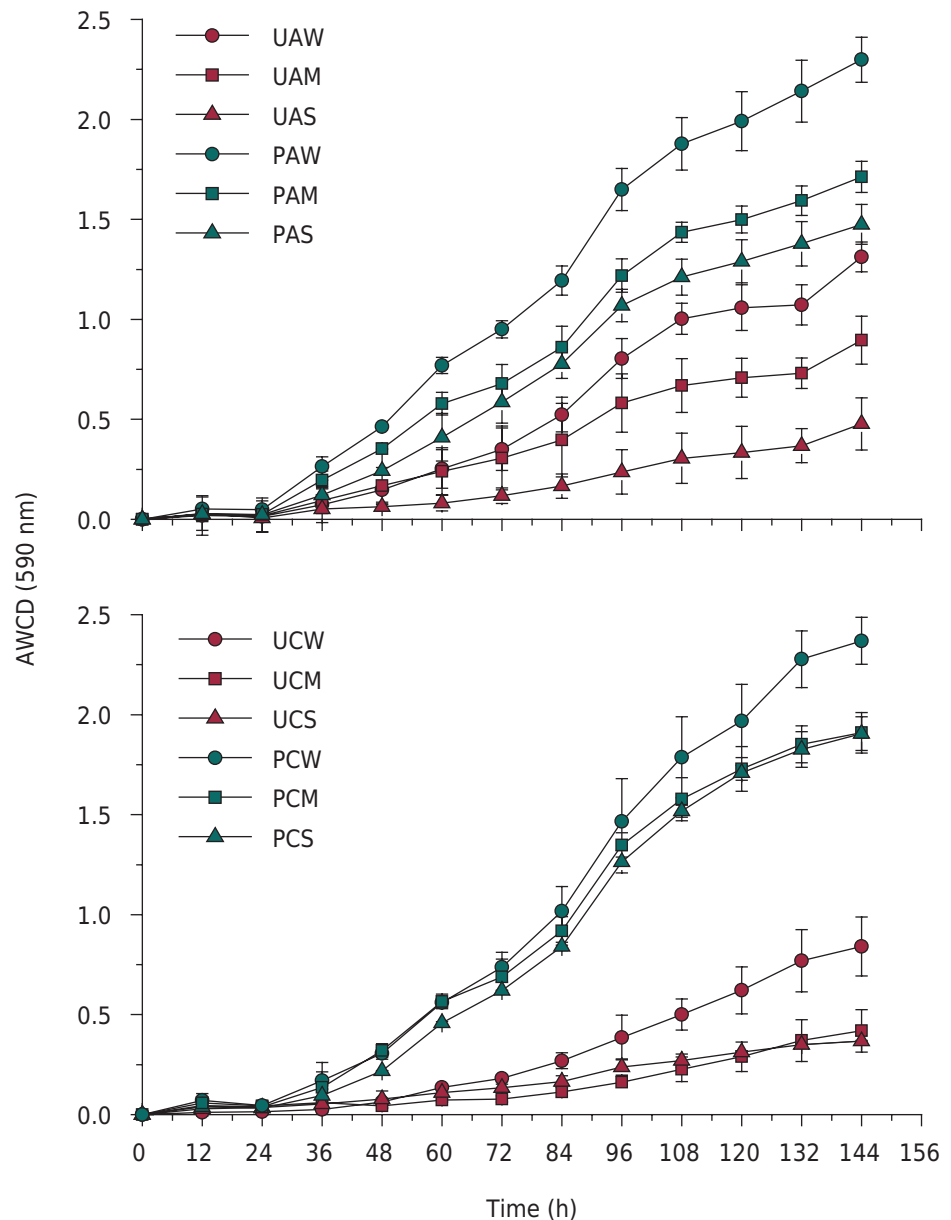 2.5
UAW
UAM
UAS
2.0
PAW
PAM
PAS
1.5
1.0
0.5
0.0
AWCD (590 nm)
2.5
UCW
UCM
UCS
2.0
PCW
PCM
PCS
1.5
1.0
0.5
0.0
0 12 24 36 48 60 72 84 96 108 120 132 144 156
Time (h)